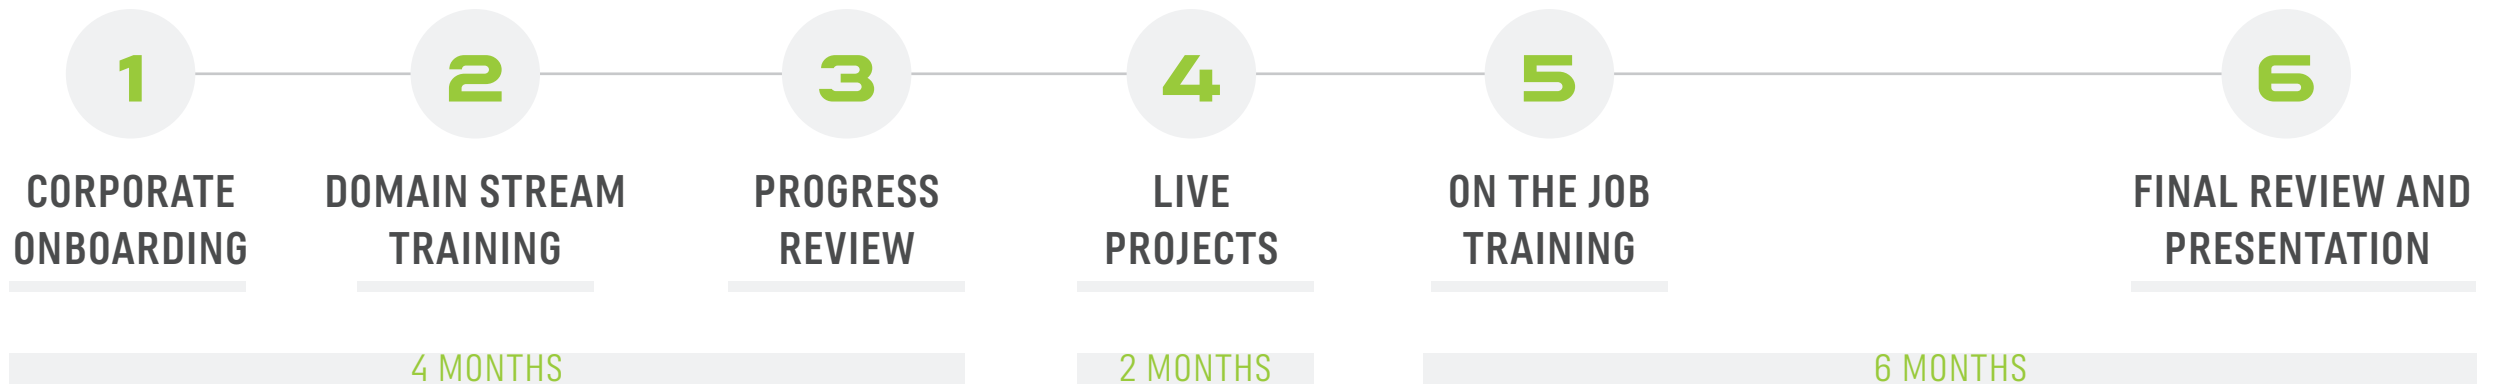 1
CORPORATE
ONBOARDING
2
DOMAIN STREAM
TRAINING
3
PROGRESS
REVIEW
4
LIVE
PROJECTS
5
ON THE JOB
TRAINING
6
FINAL REVIEW AND
PRESENTATION
4 MONTHS
2 MONTHS
6 MONTHS